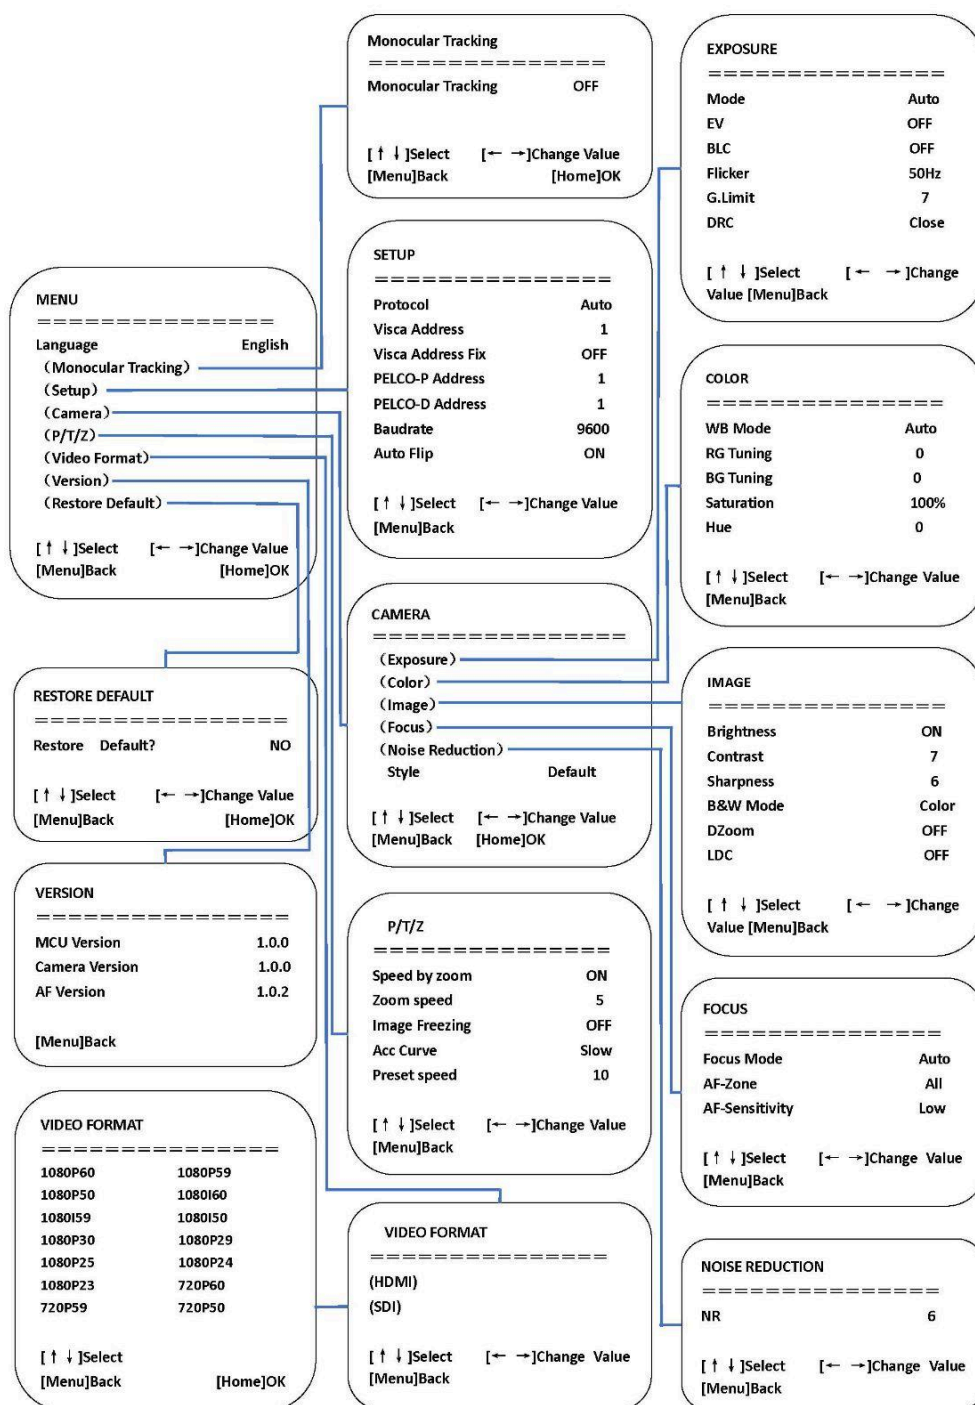 Monocular Tracking
===============
Monocular Tracking OFF
[↑ ↓]Select [← →]Change Value
[Menu]Back [Home]OK
EXPOSURE
===============
Mode Auto
EV OFF
BLC OFF
Flicker 50Hz
G.Limit 7
DRC Close
[↑ ↓]Select [← →]Change
Value [Menu]Back
MENU
===============
Language English
(Monocular Tracking)
(Setup)
(Camera)
(P/T/Z)
(Video Format)
(Version)
(Restore Default)
[↑ ↓]Select [← →]Change Value
[Menu]Back [Home]OK
SETUP
===============
Protocol Auto
Visca Address 1
Visca Address Fix OFF
PELCO-P Address 1
PELCO-D Address 1
Baudrate 9600
Auto Flip ON
[↑ ↓]Select [← →]Change Value
[Menu]Back
COLOR
===============
WB Mode Auto
RG Tuning 0
BG Tuning 0
Saturation 100%
Hue 0
[↑ ↓]Select [← →]Change Value
[Menu]Back
CAMERA
================
(Exposure)
(Color)
(Image)
(Focus)
(Noise Reduction)
Style Default
[↑ ↓]Select [← →]Change Value
[Menu]Back [Home]OK
RESTORE DEFAULT
================
Restore Default? NO
[↑ ↓]Select [← →]Change Value
[Menu]Back [Home]OK
IMAGE
===============
Brightness ON
Contrast 7
Sharpness 6
B&W Mode Color
DZoom OFF
LDC OFF
[↑ ↓]Select [← →]Change
Value [Menu]Back
VERSION
================
MCU Version 1.0.0
Camera Version 1.0.0
AF Version 1.0.2
[Menu]Back
P/T/Z
===============
Speed by zoom ON
Zoom speed 5
Image Freezing OFF
Acc Curve Slow
Preset speed 10
[↑ ↓]Select [← →]Change Value
[Menu]Back
FOCUS
===============
Focus Mode Auto
AF-Zone All
AF-Sensitivity Low
[↑ ↓]Select [← →]Change Value
[Menu]Back
VIDEO FORMAT
===============
1080P60 1080P59
1080P50 1080I60
1080I59 1080I50
1080P30 1080P29
1080P25 1080P24
1080P23 720P60
720P59 720P50
[↑ ↓]Select
[Menu]Back [Home]OK
VIDEO FORMAT
===============
(HDMI)
(SDI)
[↑ ↓]Select [← →]Change Value
[Menu]Back
NOISE REDUCTION
===============
NR 6
[↑ ↓]Select [← →]Change Value
[Menu]Back